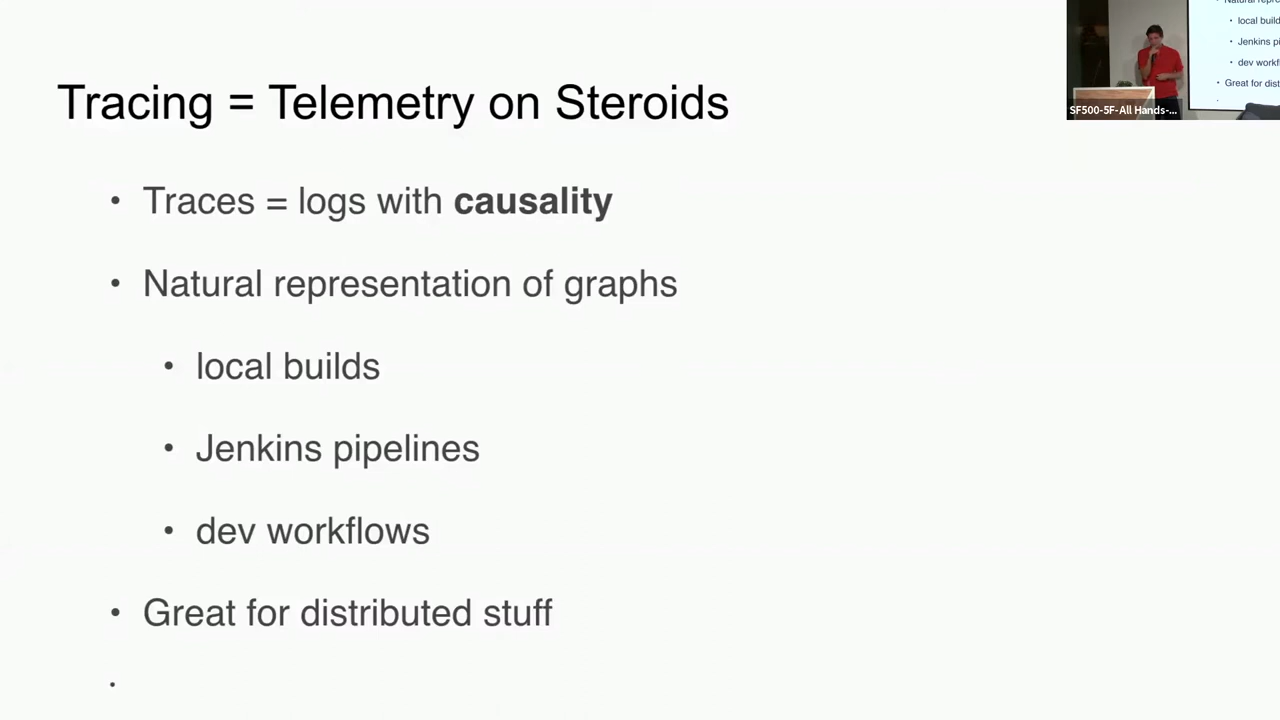 Tracing = Telemetry on Steroids
• Traces = logs with causality
• Natural representation of graphs
• local builds
• Jenkins pipelines
• dev workflows
• Great for distributed stuff
•
• local build
• Jenkins pi
• dev workf
• Great for dist
SF500-5F-All Hands-...